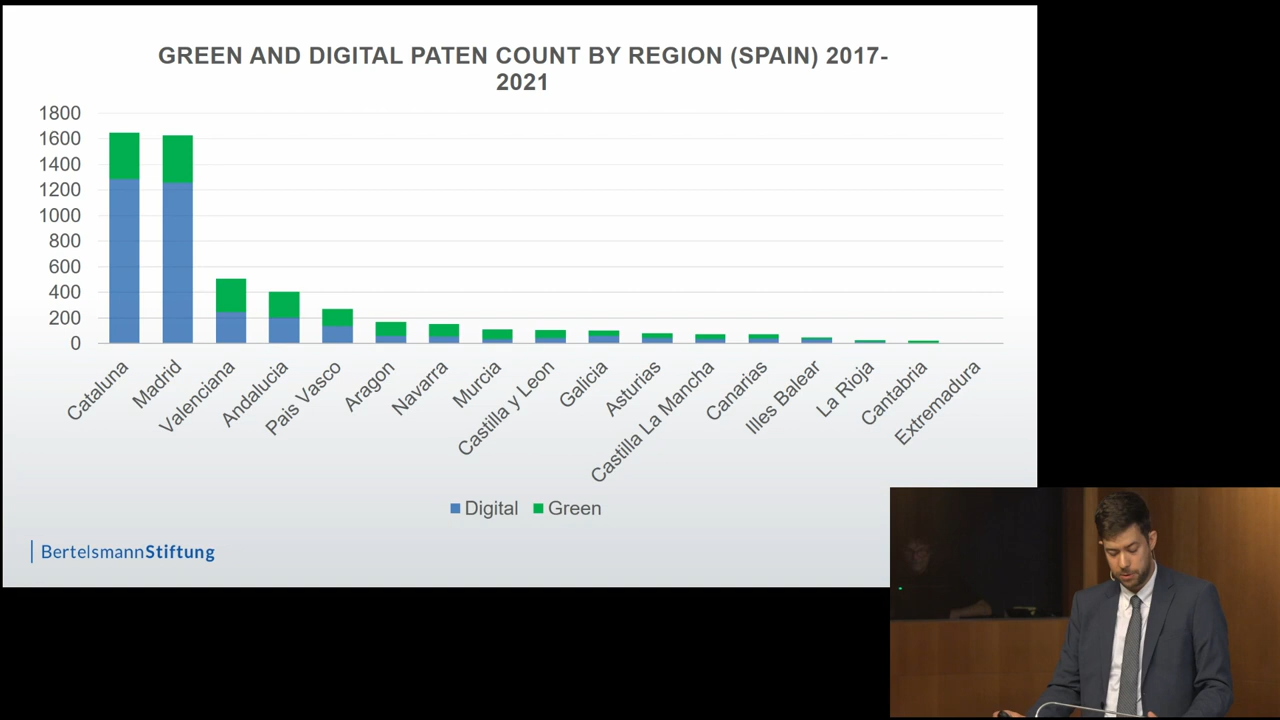 GREEN AND DIGITAL PATEN COUNT BY REGION (SPAIN) 2017-
2021
1800
1600
1400
1200
1000
800
600
400
200
0
Cataluna
Madrid
Valenciana
Andalucia
Pais Vasco
Aragon
Navarra
Murcia
Castilla y Leon
Galicia
Asturias
Castilla La Mancha
Canarias
Illes Balear
La Rioja
Cantabria
Extremadura
Digital Green
BertelsmannStiftung